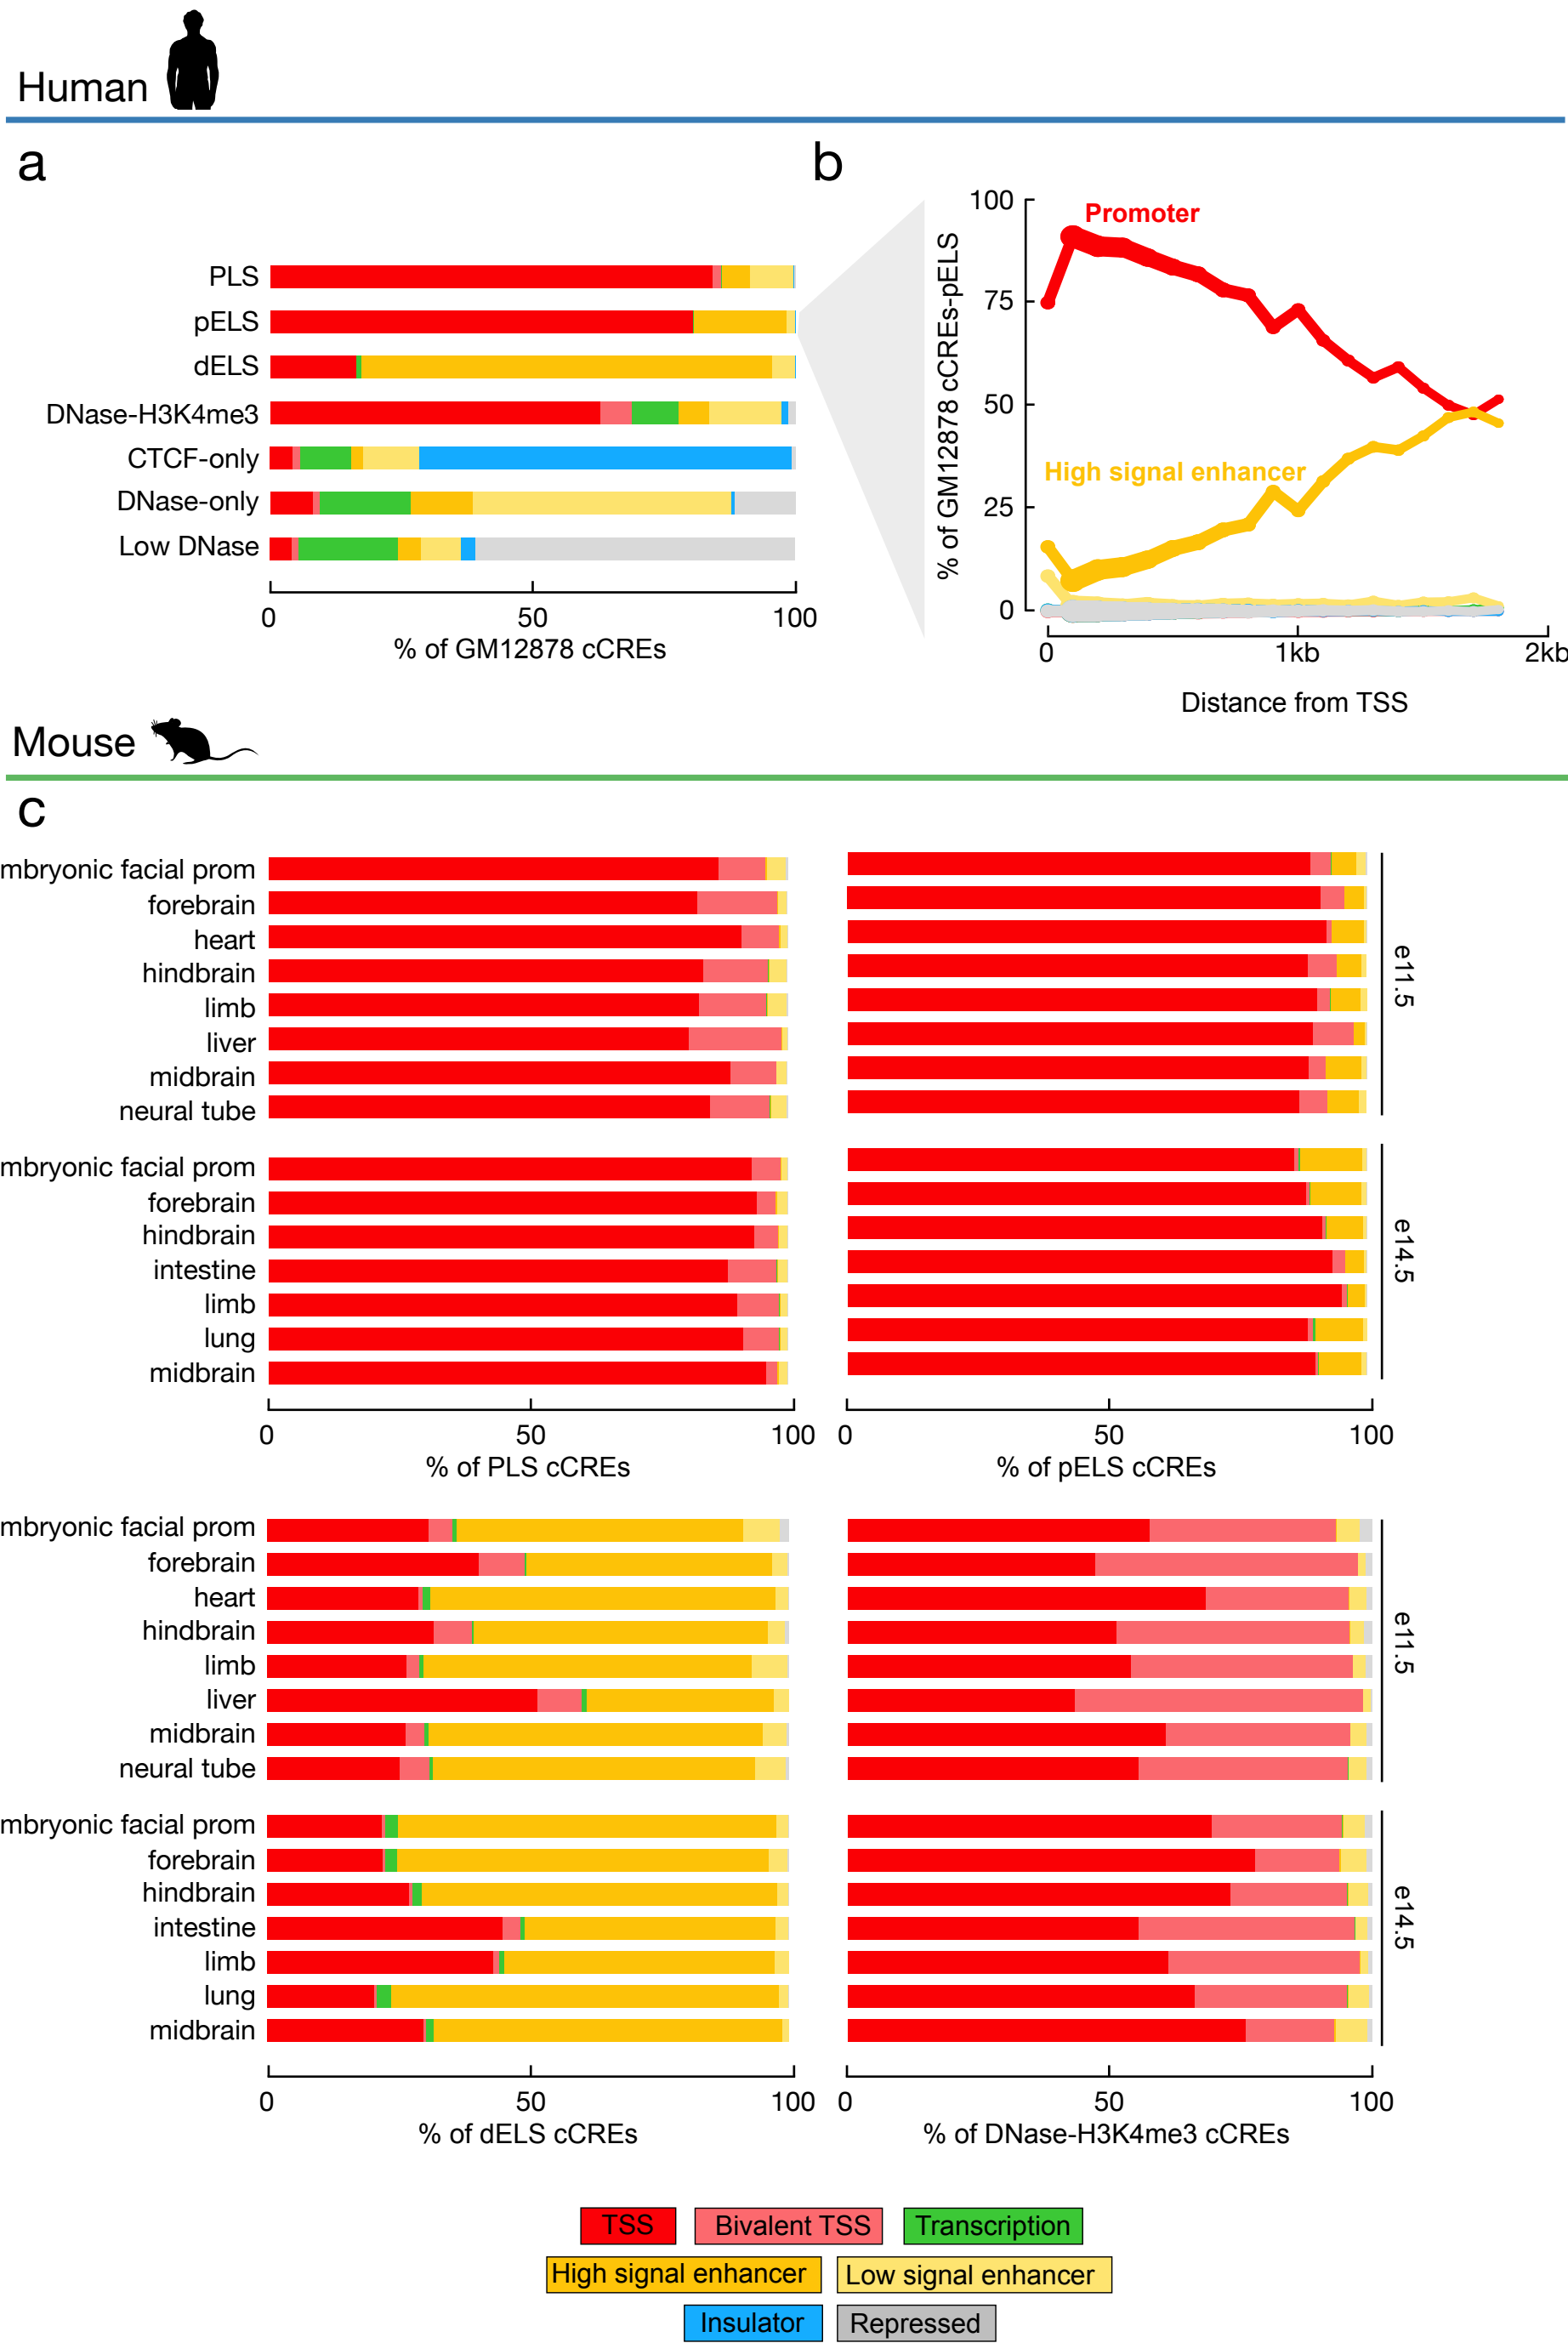 Human
a
b
PLS
pELS
dELS
DNase-H3K4me3
CTCF-only
DNase-only
Low DNase
0 50 100
% of GM12878 cCREs
% of GM12878 cCREs-pELS
100
75
50
25
0
Promoter
High signal enhancer
0 1kb 2kb
Distance from TSS
Mouse
c
mbryonic facial prom
forebrain
heart
hindbrain
limb
liver
midbrain
neural tube
e11.5
mbryonic facial prom
forebrain
hindbrain
intestine
limb
lung
midbrain
e14.5
0 50 100
% of PLS cCREs
0 50 100
% of pELS cCREs
mbryonic facial prom
forebrain
heart
hindbrain
limb
liver
midbrain
neural tube
e11.5
mbryonic facial prom
forebrain
hindbrain
intestine
limb
lung
midbrain
e14.5
0 50 100
% of dELS cCREs
0 50 100
% of DNase-H3K4me3 cCREs
TSS Bivalent TSS Transcription
High signal enhancer Low signal enhancer
Insulator Repressed